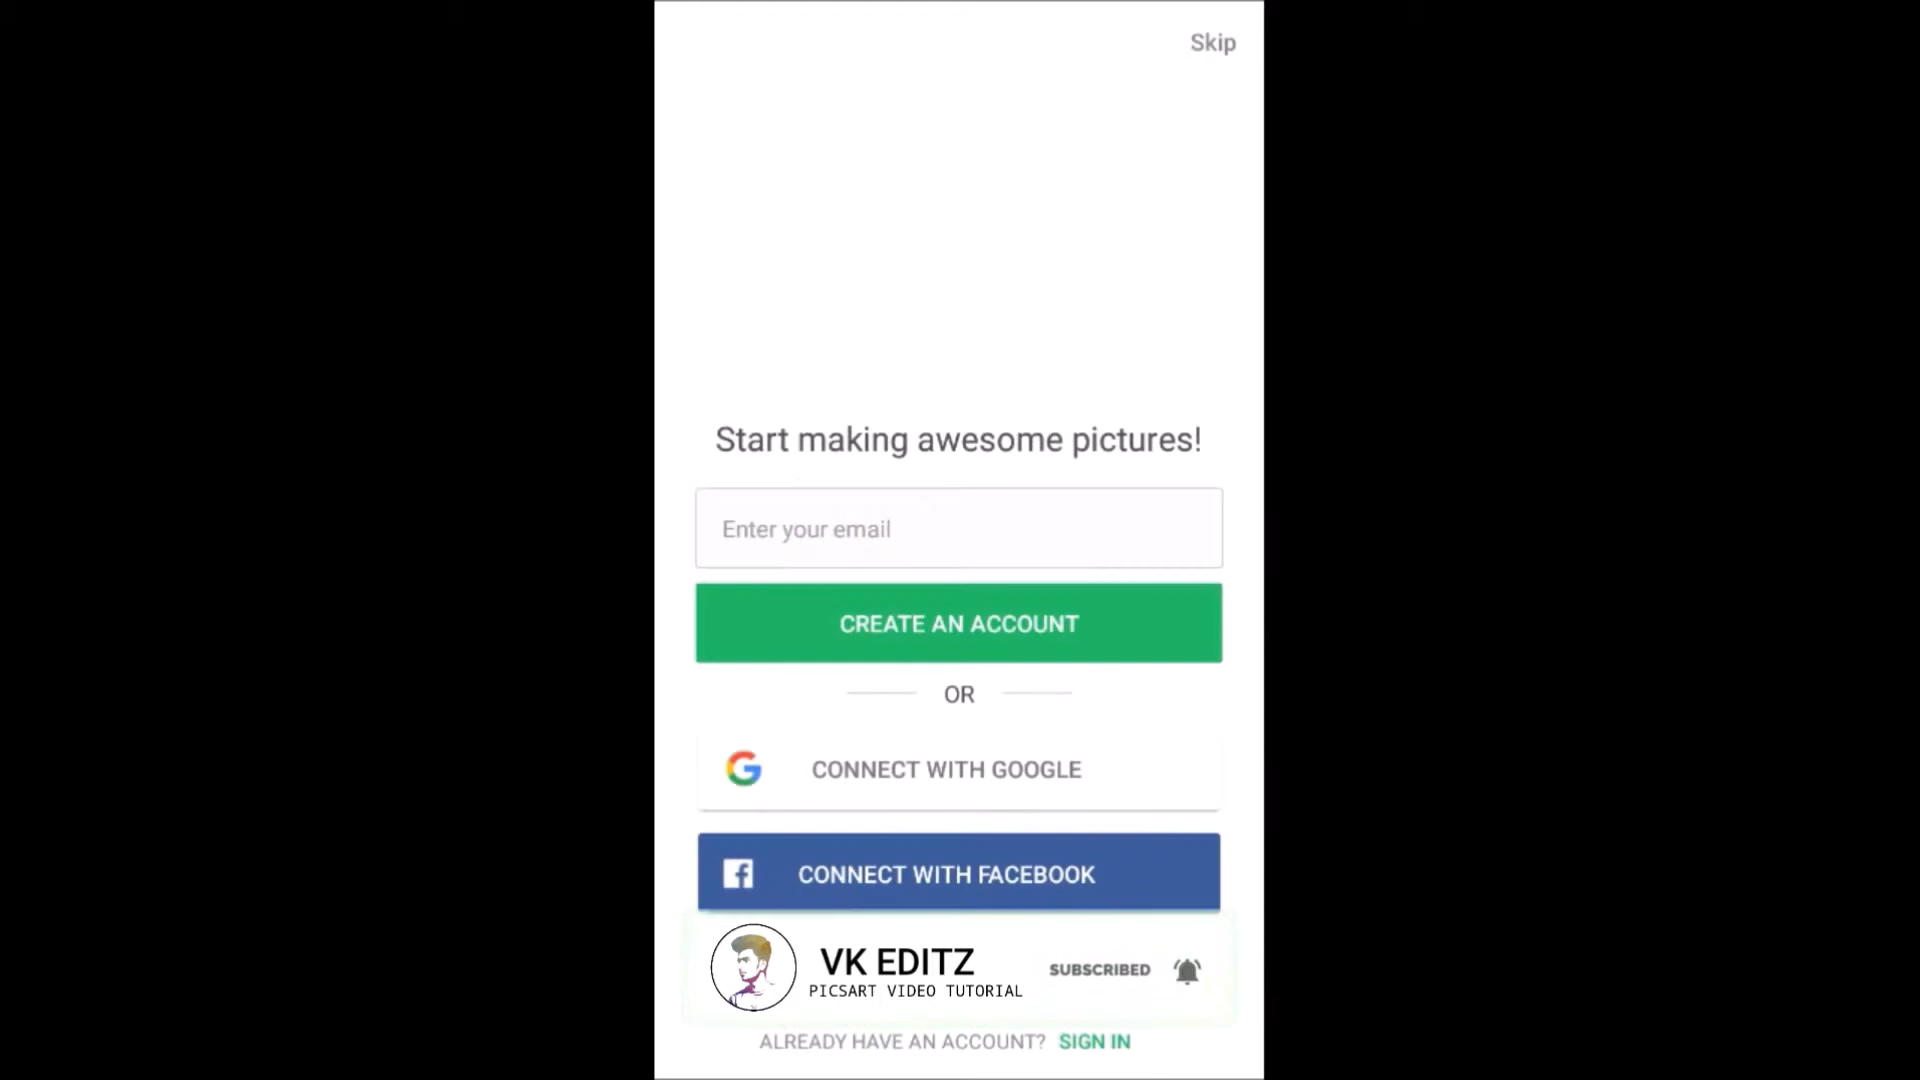 Skip
Start making awesome pictures!
Enter your email
CREATE AN ACCOUNT
OR
CONNECT WITH GOOGLE
CONNECT WITH FACEBOOK
VK EDITZ
PICSART VIDEO TUTORIAL
SUBSCRIBED
ALREADY HAVE AN ACCOUNT? SIGN IN